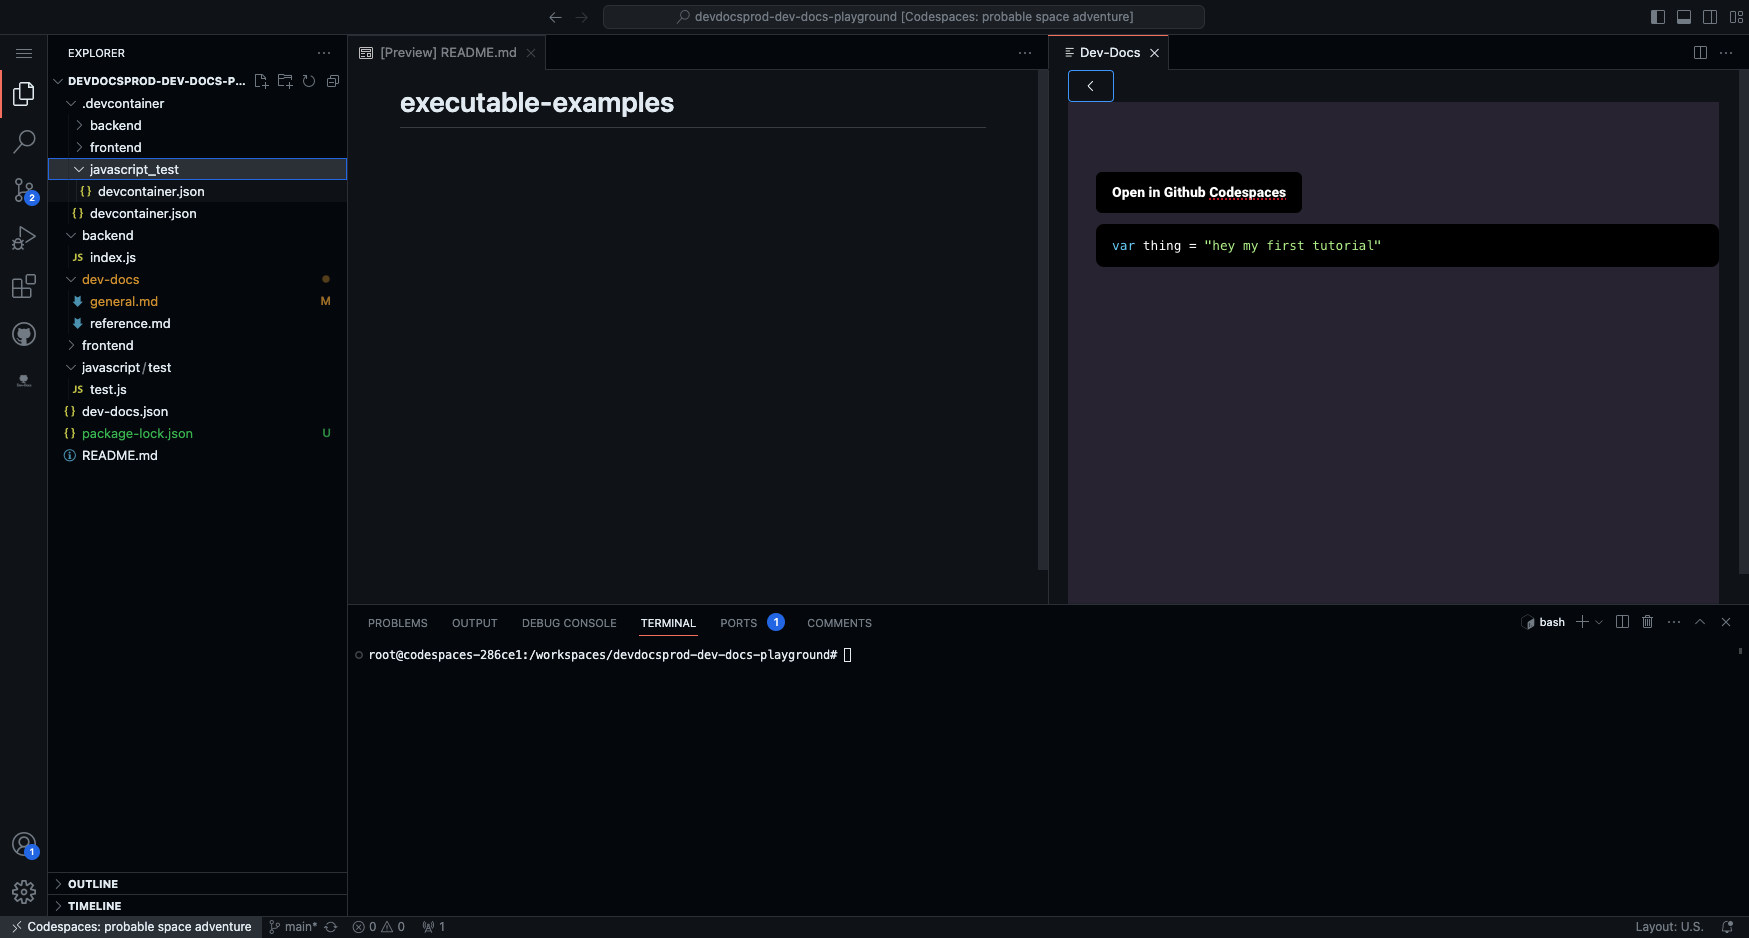 devdocsprod-dev-docs-playground [Codespaces: probable space adventure]
EXPLORER
DEVDOCSPROD-DEV-DOCS-P...
.devcontainer
backend
frontend
javascript_test
{} devcontainer.json
{} devcontainer.json
backend
JS index.js
dev-docs
general.md M
reference.md
frontend
javascript/test
JS test.js
{} dev-docs.json
{} package-lock.json U
README.md
OUTLINE
TIMELINE
2
1
[Preview] README.md
executable-examples
Dev-Docs
Open in Github Codespaces
var thing = "hey my first tutorial"
PROBLEMS OUTPUT DEBUG CONSOLE TERMINAL PORTS 1 COMMENTS
bash
root@codespaces-286ce1:/workspaces/devdocsprod-dev-docs-playground#
Codespaces: probable space adventure main* 0 0 1 Layout: U.S.